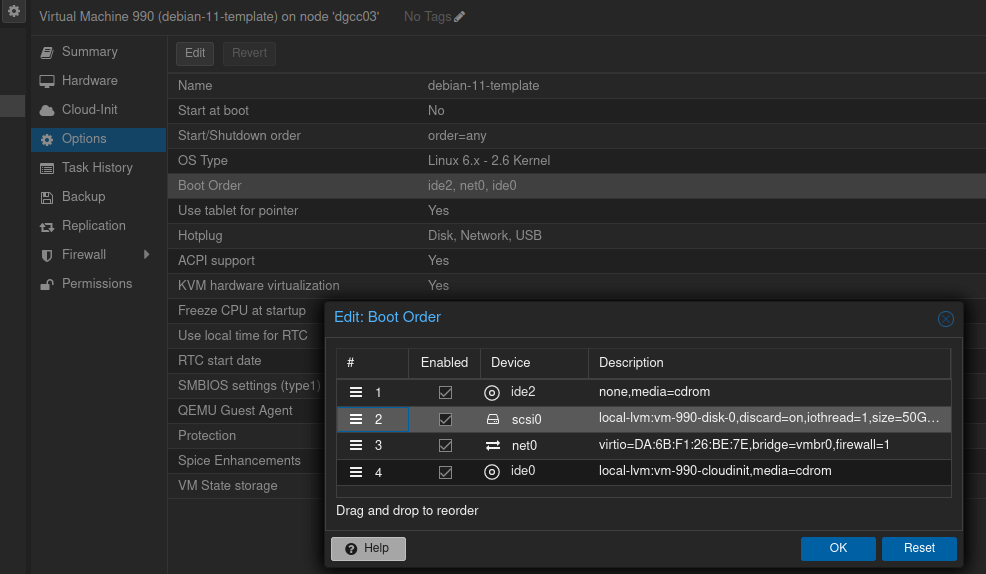 Virtual Machine 990 (debian-11-template) on node 'dgcc03' No Tags
Summary
Hardware
Cloud-Init
Options
Task History
Backup
Replication
Firewall
Permissions
Edit Revert
Name debian-11-template
Start at boot No
Start/Shutdown order order=any
OS Type Linux 6.x - 2.6 Kernel
Boot Order ide2, net0, ide0
Use tablet for pointer Yes
Hotplug Disk, Network, USB
ACPI support Yes
KVM hardware virtualization Yes
Freeze CPU at startup
Use local time for RTC
RTC start date
SMBIOS settings (type1)
QEMU Guest Agent
Protection
Spice Enhancements
VM State storage
Edit: Boot Order
# Enabled Device Description
1 ide2 none,media=cdrom
2 scsi0 local-lvm:vm-990-disk-0,discard=on,iothread=1,size=50G...
3 net0 virtio=DA:6B:F1:26:BE:7E,bridge=vmbr0,firewall=1
4 ide0 local-lvm:vm-990-cloudinit,media=cdrom
Drag and drop to reorder
Help OK Reset